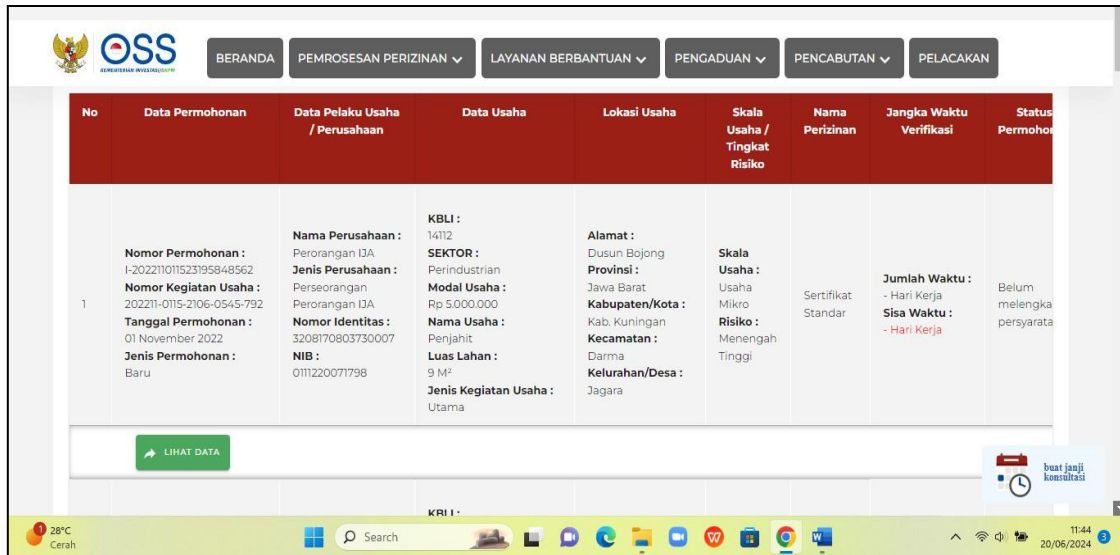 OSS
KEMENTERIAN INVESTASI/BKPM
BERANDA
PEMROSESAN PERIZINAN
LAYANAN BERBANTUAN
PENGADUAN
PENCABUTAN
PELACAKAN
No
Data Permohonan
Data Pelaku Usaha
/ Perusahaan
Data Usaha
Lokasi Usaha
Skala
Usaha /
Tingkat
Risiko
Nama
Perizinan
Jangka Waktu
Verifikasi
Status
Permohon
1
Nomor Permohonan :
I-202211011523195848562
Nomor Kegiatan Usaha :
202211-0115-2106-0545-792
Tanggal Permohonan :
01 November 2022
Jenis Permohonan :
Baru
Nama Perusahaan :
Perorangan IJA
Jenis Perusahaan :
Perseorangan
Perorangan IJA
Nomor Identitas :
3208170803730007
NIB :
0111220071798
KBLI :
14112
SEKTOR :
Perindustrian
Modal Usaha :
Rp 5.000.000
Nama Usaha :
Penjahit
Luas Lahan :
9 M²
Jenis Kegiatan Usaha :
Utama
Alamat :
Dusun Bojong
Provinsi :
Jawa Barat
Kabupaten/Kota :
Kab. Kuningan
Kecamatan :
Darma
Kelurahan/Desa :
Jagara
Skala
Usaha :
Usaha
Mikro
Risiko :
Menengah
Tinggi
Sertifikat
Standar
Jumlah Waktu :
- Hari Kerja
Sisa Waktu :
- Hari Kerja
Belum
melengka
persyarata
LIHAT DATA
buat janji
konsultasi
KBLI :
1
28°C
Cerah
Search
11:44
20/06/2024
3